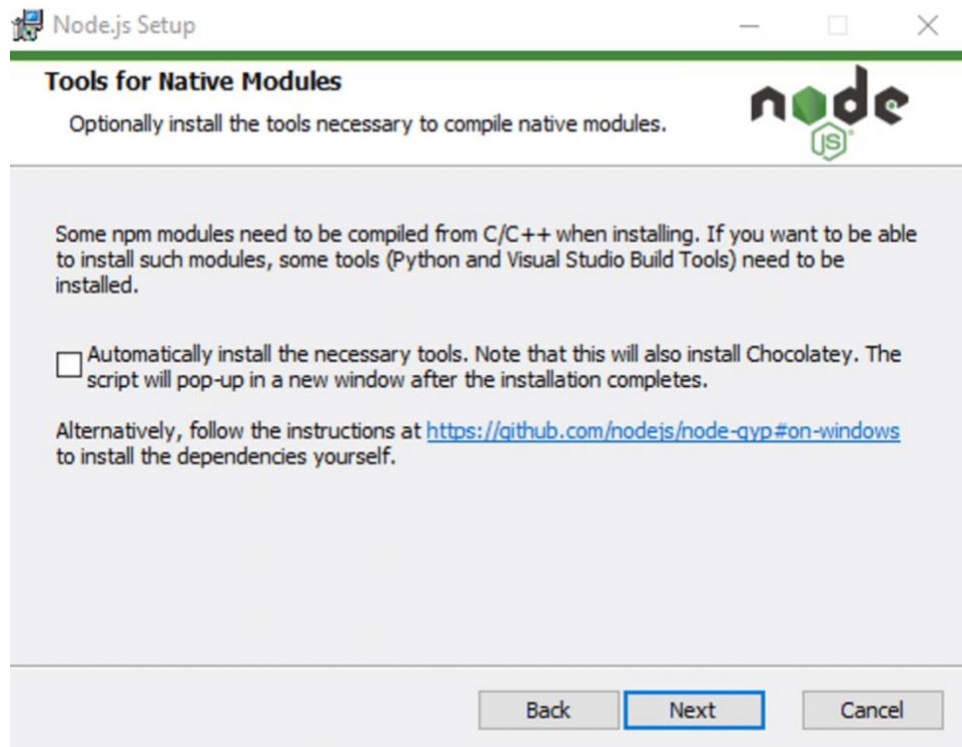 Node.js Setup
Tools for Native Modules
Optionally install the tools necessary to compile native modules.
node
JS
Some npm modules need to be compiled from C/C++ when installing. If you want to be able
to install such modules, some tools (Python and Visual Studio Build Tools) need to be
installed.
Automatically install the necessary tools. Note that this will also install Chocolatey. The
script will pop-up in a new window after the installation completes.
Alternatively, follow the instructions at https://github.com/nodejs/node-gyp#on-windows
to install the dependencies yourself.
Back Next Cancel